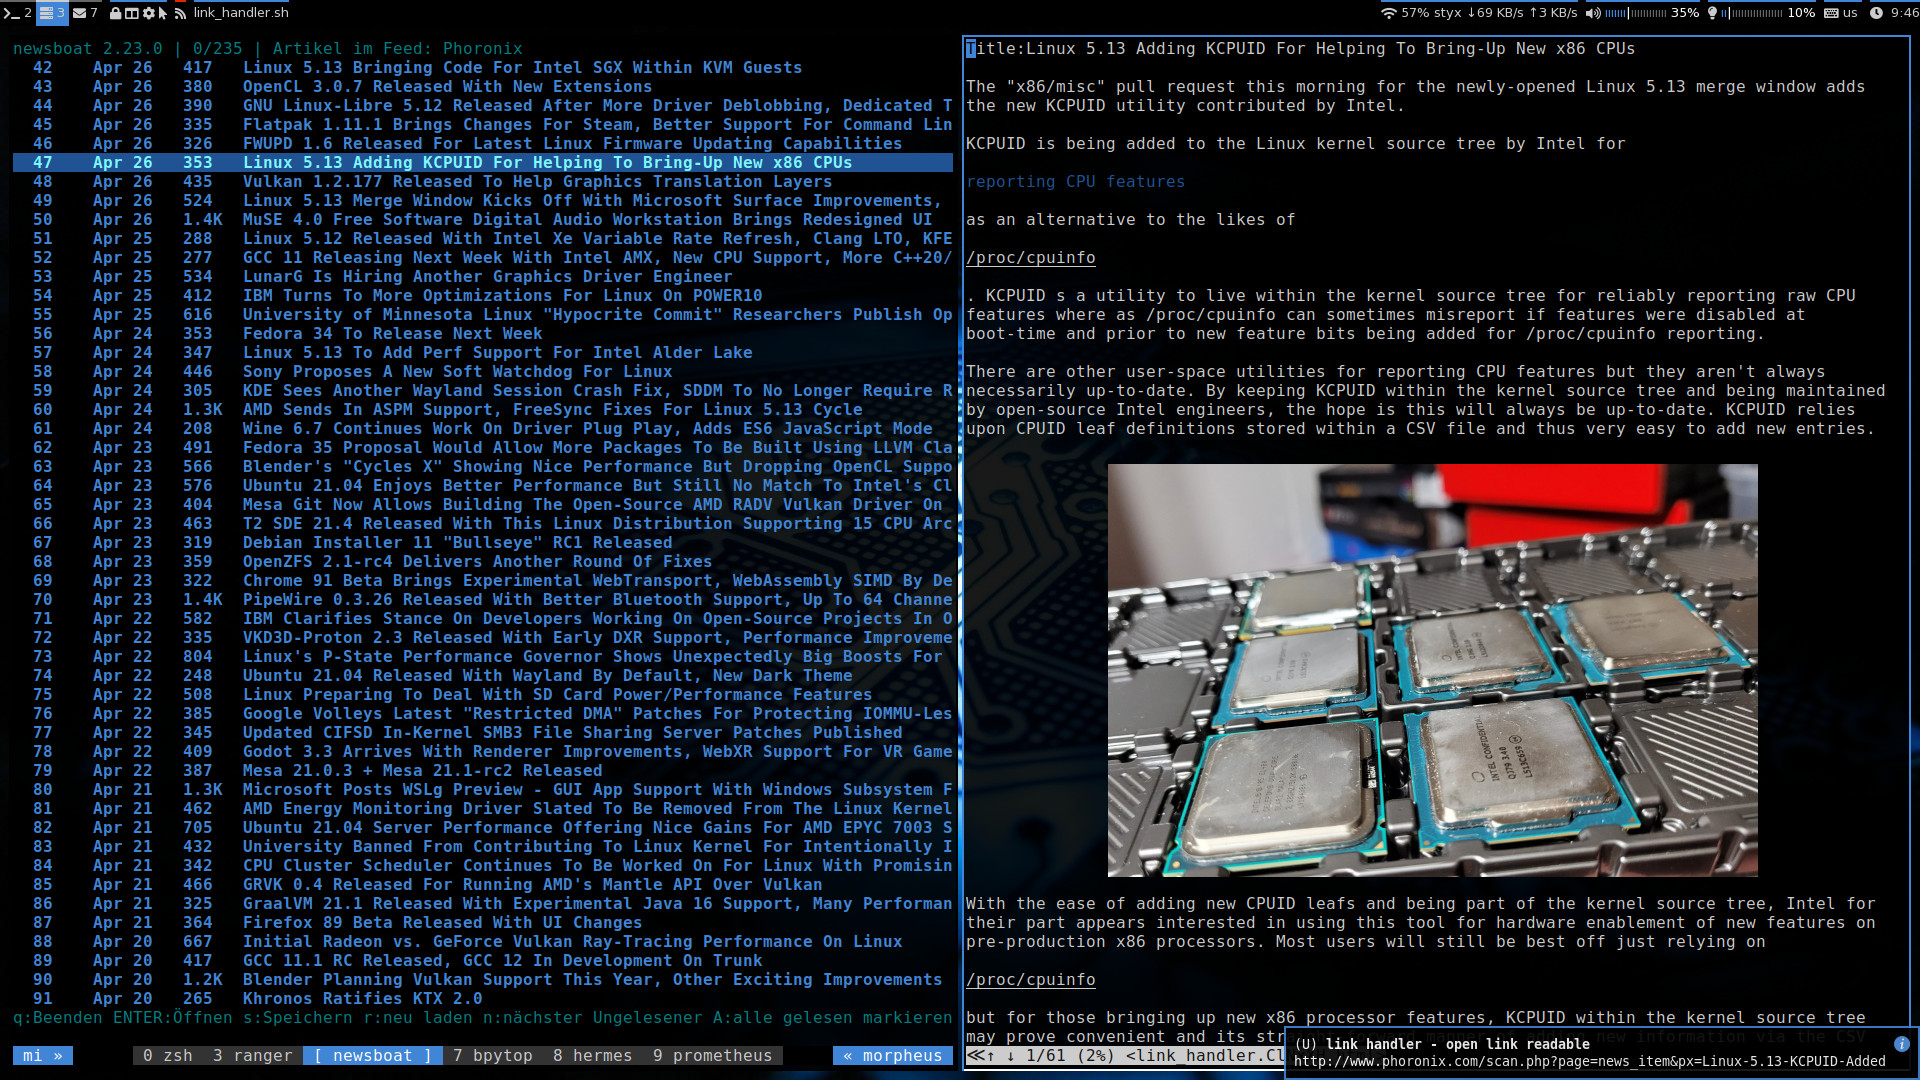 2 3 7 link_handler.sh 57% styx ↓69 KB/s ↑3 KB/s 35% 10% us 9:46
newsboat 2.23.0 | 0/235 | Artikel im Feed: Phoronix
42 Apr 26 417 Linux 5.13 Bringing Code For Intel SGX Within KVM Guests
43 Apr 26 380 OpenCL 3.0.7 Released With New Extensions
44 Apr 26 390 GNU Linux-Libre 5.12 Released After More Driver Deblobbing, Dedicated T
45 Apr 26 335 Flatpak 1.11.1 Brings Changes For Steam, Better Support For Command Lin
46 Apr 26 326 FWUPD 1.6 Released For Latest Linux Firmware Updating Capabilities
47 Apr 26 353 Linux 5.13 Adding KCPUID For Helping To Bring-Up New x86 CPUs
48 Apr 26 435 Vulkan 1.2.177 Released To Help Graphics Translation Layers
49 Apr 26 524 Linux 5.13 Merge Window Kicks Off With Microsoft Surface Improvements,
50 Apr 26 1.4K MuSE 4.0 Free Software Digital Audio Workstation Brings Redesigned UI
51 Apr 25 288 Linux 5.12 Released With Intel Xe Variable Rate Refresh, Clang LTO, KFE
52 Apr 25 277 GCC 11 Releasing Next Week With Intel AMX, New CPU Support, More C++20/
53 Apr 25 534 LunarG Is Hiring Another Graphics Driver Engineer
54 Apr 25 412 IBM Turns To More Optimizations For Linux On POWER10
55 Apr 25 616 University of Minnesota Linux "Hypocrite Commit" Researchers Publish Op
56 Apr 24 353 Fedora 34 To Release Next Week
57 Apr 24 347 Linux 5.13 To Add Perf Support For Intel Alder Lake
58 Apr 24 446 Sony Proposes A New Soft Watchdog For Linux
59 Apr 24 305 KDE Sees Another Wayland Session Crash Fix, SDDM To No Longer Require R
60 Apr 24 1.3K AMD Sends In ASPM Support, FreeSync Fixes For Linux 5.13 Cycle
61 Apr 24 208 Wine 6.7 Continues Work On Driver Plug Play, Adds ES6 JavaScript Mode
62 Apr 23 491 Fedora 35 Proposal Would Allow More Packages To Be Built Using LLVM Cla
63 Apr 23 566 Blender's "Cycles X" Showing Nice Performance But Dropping OpenCL Suppo
64 Apr 23 576 Ubuntu 21.04 Enjoys Better Performance But Still No Match To Intel's Cl
65 Apr 23 404 Mesa Git Now Allows Building The Open-Source AMD RADV Vulkan Driver On
66 Apr 23 463 T2 SDE 21.4 Released With This Linux Distribution Supporting 15 CPU Arc
67 Apr 23 319 Debian Installer 11 "Bullseye" RC1 Released
68 Apr 23 359 OpenZFS 2.1-rc4 Delivers Another Round Of Fixes
69 Apr 23 322 Chrome 91 Beta Brings Experimental WebTransport, WebAssembly SIMD By De
70 Apr 23 1.4K PipeWire 0.3.26 Released With Better Bluetooth Support, Up To 64 Channe
71 Apr 22 582 IBM Clarifies Stance On Developers Working On Open-Source Projects In O
72 Apr 22 335 VKD3D-Proton 2.3 Released With Early DXR Support, Performance Improveme
73 Apr 22 804 Linux's P-State Performance Governor Shows Unexpectedly Big Boosts For
74 Apr 22 248 Ubuntu 21.04 Released With Wayland By Default, New Dark Theme
75 Apr 22 508 Linux Preparing To Deal With SD Card Power/Performance Features
76 Apr 22 385 Google Volleys Latest "Restricted DMA" Patches For Protecting IOMMU-Les
77 Apr 22 345 Updated CIFSD In-Kernel SMB3 File Sharing Server Patches Published
78 Apr 22 409 Godot 3.3 Arrives With Renderer Improvements, WebXR Support For VR Game
79 Apr 22 387 Mesa 21.0.3 + Mesa 21.1-rc2 Released
80 Apr 21 1.3K Microsoft Posts WSLg Preview - GUI App Support With Windows Subsystem F
81 Apr 21 462 AMD Energy Monitoring Driver Slated To Be Removed From The Linux Kernel
82 Apr 21 705 Ubuntu 21.04 Server Performance Offering Nice Gains For AMD EPYC 7003 S
83 Apr 21 432 University Banned From Contributing To Linux Kernel For Intentionally I
84 Apr 21 342 CPU Cluster Scheduler Continues To Be Worked On For Linux With Promisin
85 Apr 21 466 GRVK 0.4 Released For Running AMD's Mantle API Over Vulkan
86 Apr 21 325 GraalVM 21.1 Released With Experimental Java 16 Support, Many Performan
87 Apr 21 364 Firefox 89 Beta Released With UI Changes
88 Apr 20 667 Initial Radeon vs. GeForce Vulkan Ray-Tracing Performance On Linux
89 Apr 20 417 GCC 11.1 RC Released, GCC 12 In Development On Trunk
90 Apr 20 1.2K Blender Planning Vulkan Support This Year, Other Exciting Improvements
91 Apr 20 265 Khronos Ratifies KTX 2.0
q:Beenden ENTER:Öffnen s:Speichern r:neu laden n:nächster Ungelesener A:alle gelesen markieren
mi » 0 zsh 3 ranger [ newsboat ] 7 bpytop 8 hermes 9 prometheus « morpheus
Title:Linux 5.13 Adding KCPUID For Helping To Bring-Up New x86 CPUs
The "x86/misc" pull request this morning for the newly-opened Linux 5.13 merge window adds
the new KCPUID utility contributed by Intel.
KCPUID is being added to the Linux kernel source tree by Intel for
reporting CPU features
as an alternative to the likes of
/proc/cpuinfo
. KCPUID s a utility to live within the kernel source tree for reliably reporting raw CPU
features where as /proc/cpuinfo can sometimes misreport if features were disabled at
boot-time and prior to new feature bits being added for /proc/cpuinfo reporting.
There are other user-space utilities for reporting CPU features but they aren't always
necessarily up-to-date. By keeping KCPUID within the kernel source tree and being maintained
by open-source Intel engineers, the hope is this will always be up-to-date. KCPUID relies
upon CPUID leaf definitions stored within a CSV file and thus very easy to add new entries.
INTEL CONFIDENTIAL
With the ease of adding new CPUID leafs and being part of the kernel source tree, Intel for
their part appears interested in using this tool for hardware enablement of new features on
pre-production x86 processors. Most users will still be best off just relying on
/proc/cpuinfo
but for those bringing up new x86 processor features, KCPUID within the kernel source tree
may prove convenient and its straight-forward manner of adding new information via the CSV
≪↑ ↓ 1/61 (2%) <link_handler.Cl
(U) link handler - open link readable
http://www.phoronix.com/scan.php?page=news_item&px=Linux-5.13-KCPUID-Added